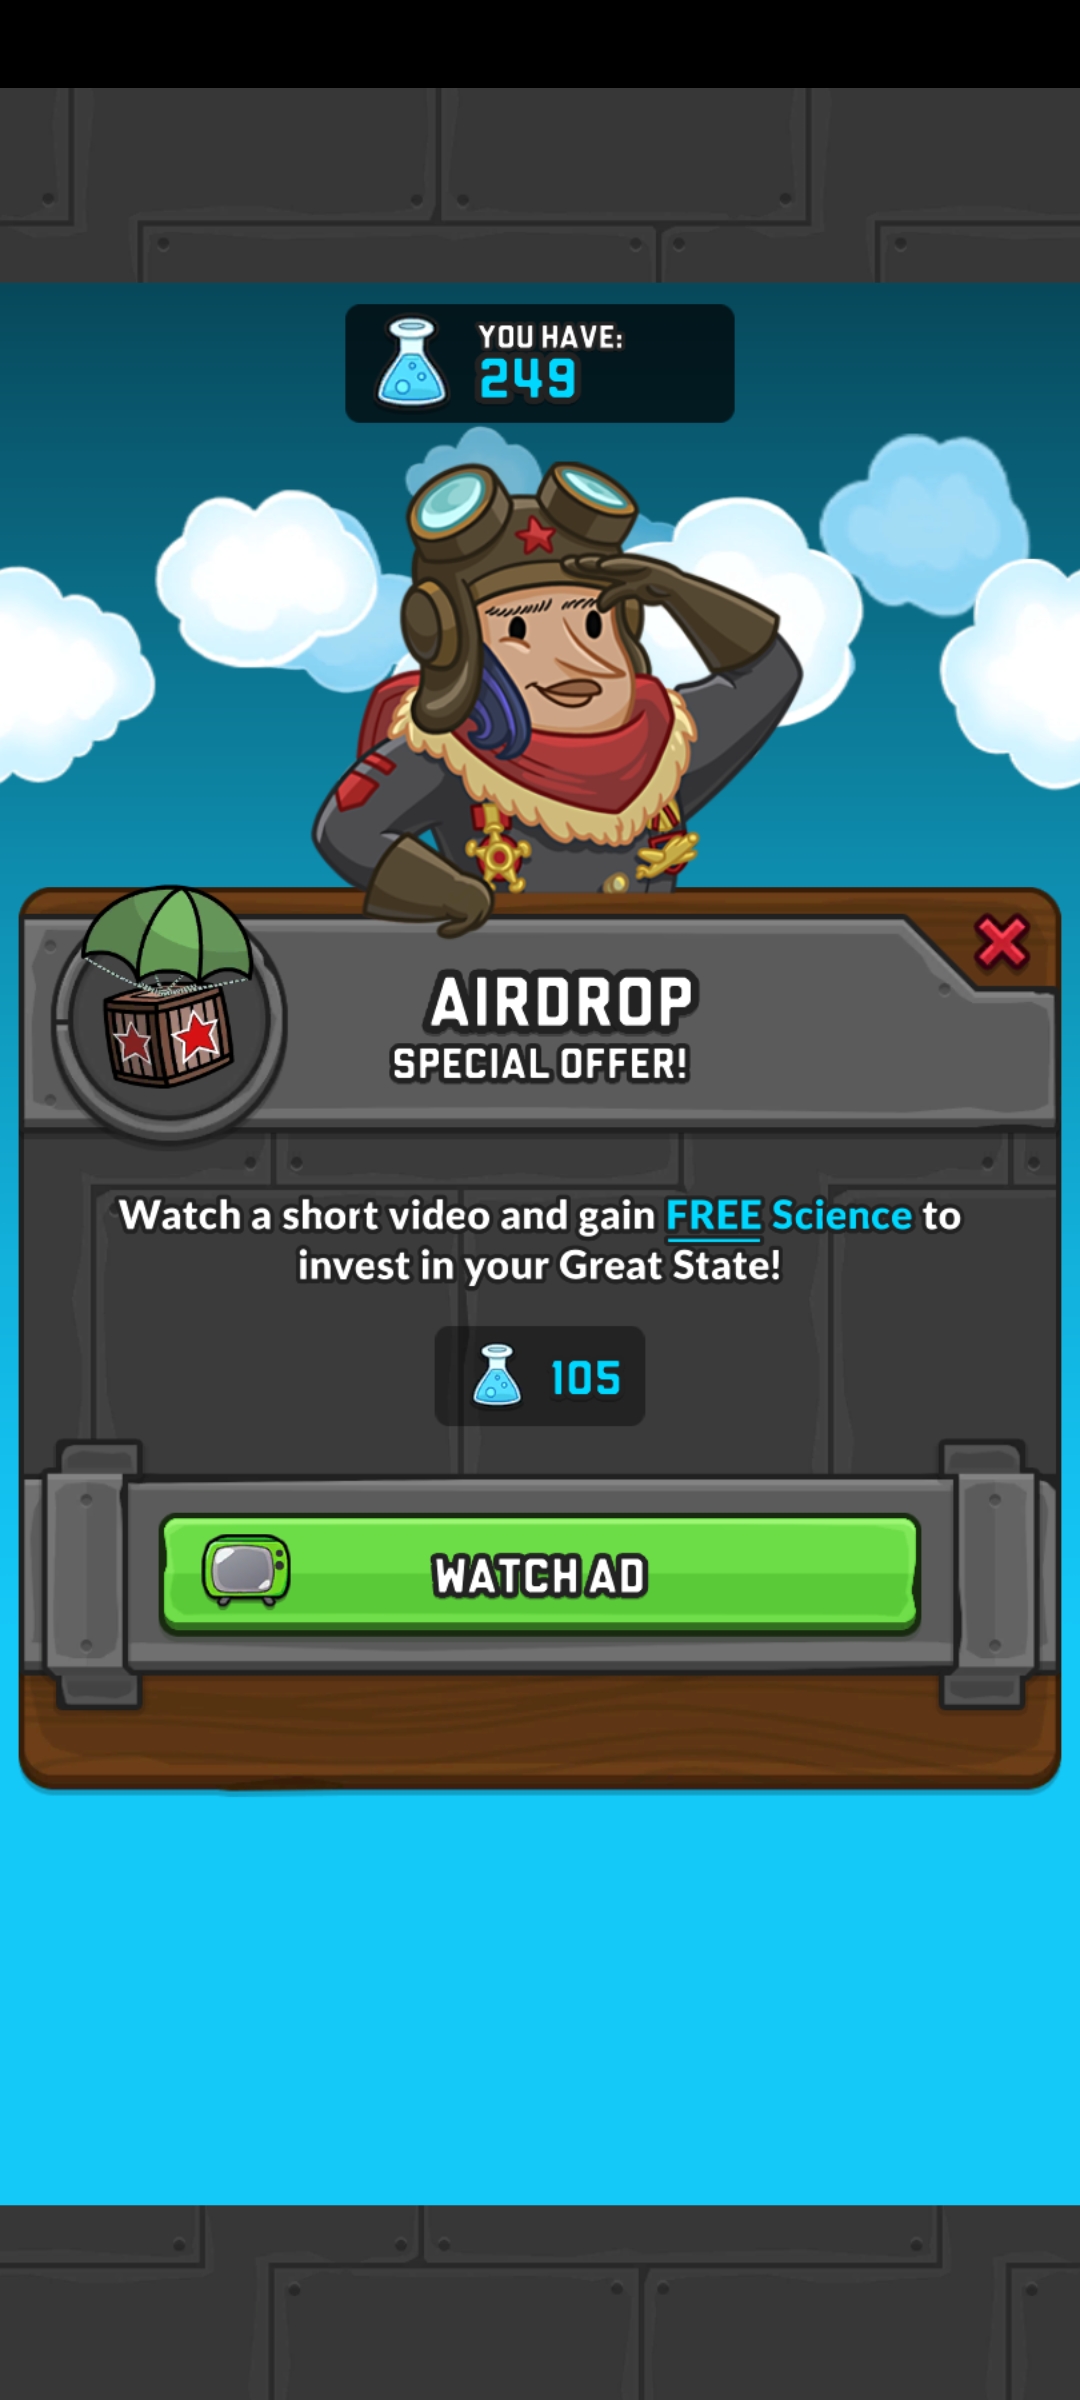 YOU HAVE:
249
AIRDROP
SPECIAL OFFER!
Watch a short video and gain FREE Science to
invest in your Great State!
105
WATCH AD